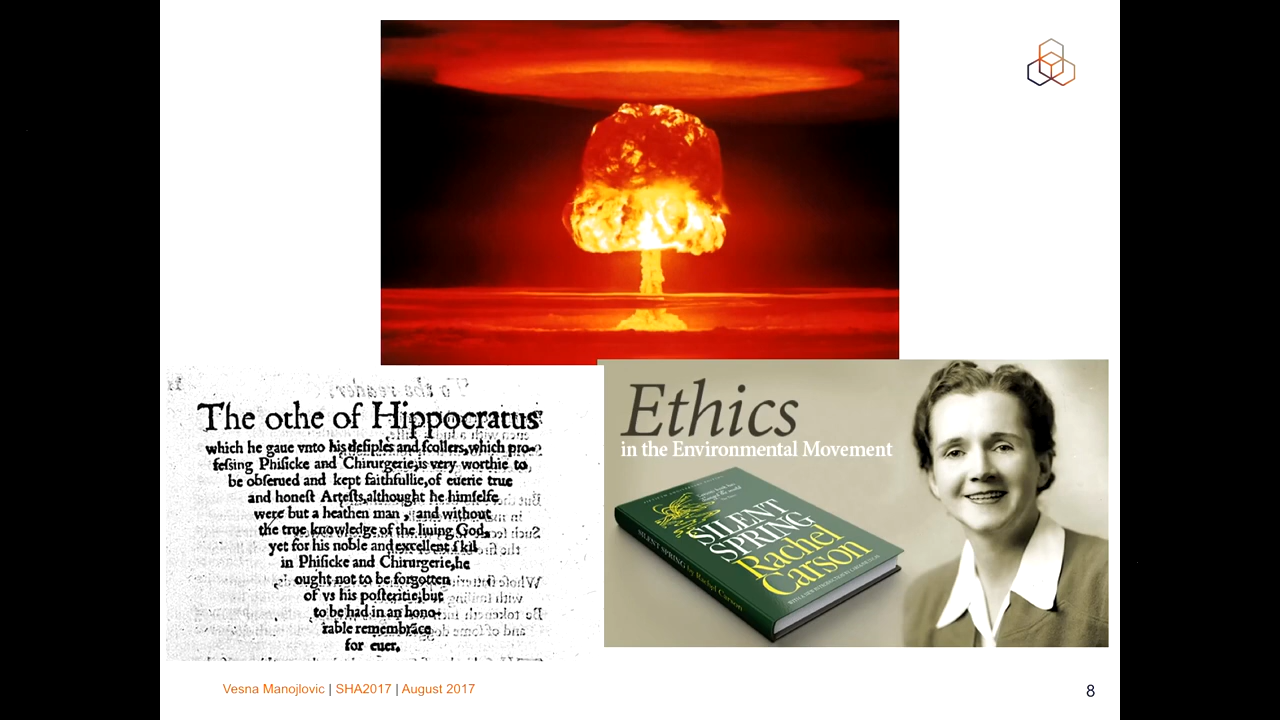 The othe of Hippocratus
which he gaue vnto his desiples and scollers, which pro-
fessing Phisicke and Chirurgerie, is very worthie to
be obserued and kept faithfullie, of euerie true
and honest Artests, althought he himselfe
were but a heathen man, and without
the true knowledge of the liuing God,
yet for his noble and excellent skil
in Phisicke and Chirurgerie, he
ought not to be forgotten
of vs his posteritie; but
to be had in an hono-
rable remembrāce
for euer.
Ethics
in the Environmental Movement
SILENT
SPRING
Rachel
Carson
SILENT SPRING by Rachel Carson
Vesna Manojlovic | SHA2017 | August 2017
8